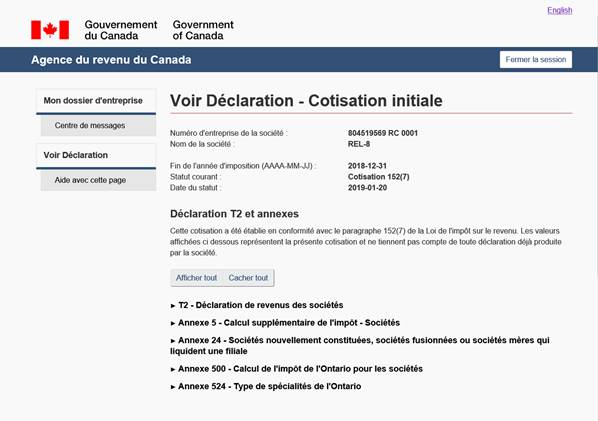 English
Gouvernement du Canada
Government of Canada
Agence du revenu du Canada
Fermer la session
Mon dossier d'entreprise
Centre de messages
Voir Déclaration
Aide avec cette page
Voir Déclaration - Cotisation initiale
Numéro d'entreprise de la société : 804519569 RC 0001
Nom de la société : REL-8
Fin de l'année d'imposition (AAAA-MM-JJ) : 2018-12-31
Statut courant : Cotisation 152(7)
Date du statut : 2019-01-20
Déclaration T2 et annexes
Cette cotisation a été établie en conformité avec le paragraphe 152(7) de la Loi de l'impôt sur le revenu. Les valeurs
affichées ci dessous représentent la présente cotisation et ne tiennent pas compte de toute déclaration déjà produite
par la société.
Afficher tout Cacher tout
► T2 - Déclaration de revenus des sociétés
► Annexe 5 - Calcul supplémentaire de l'impôt - Sociétés
► Annexe 24 - Sociétés nouvellement constituées, sociétés fusionnées ou sociétés mères qui
liquident une filiale
► Annexe 500 - Calcul de l'impôt de l'Ontario pour les sociétés
► Annexe 524 - Type de spécialités de l'Ontario